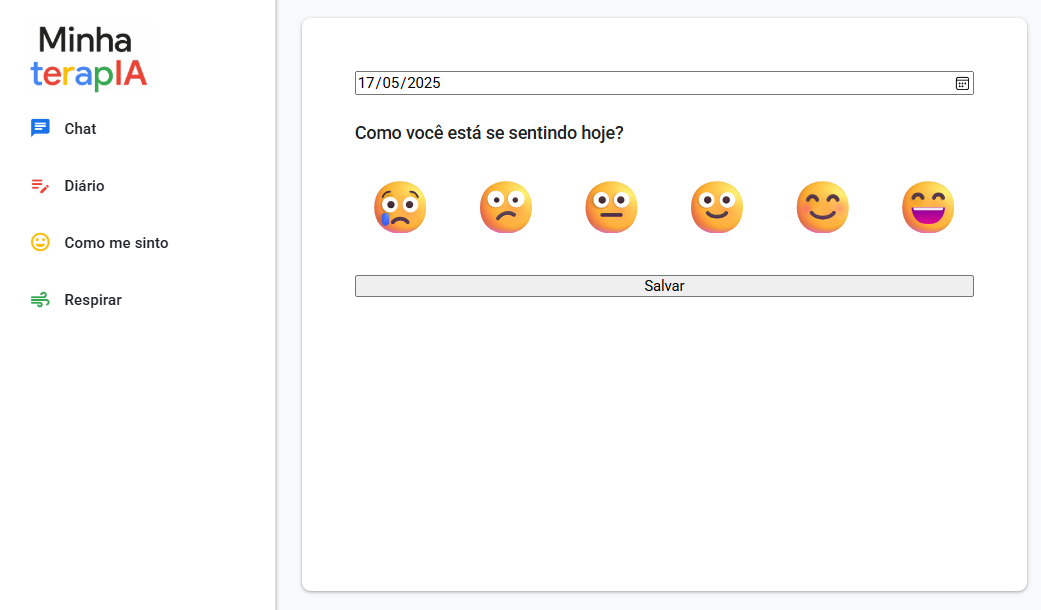 Minha
terapIA
Chat
Diário
Como me sinto
Respirar
17/05/2025
Como você está se sentindo hoje?
Salvar